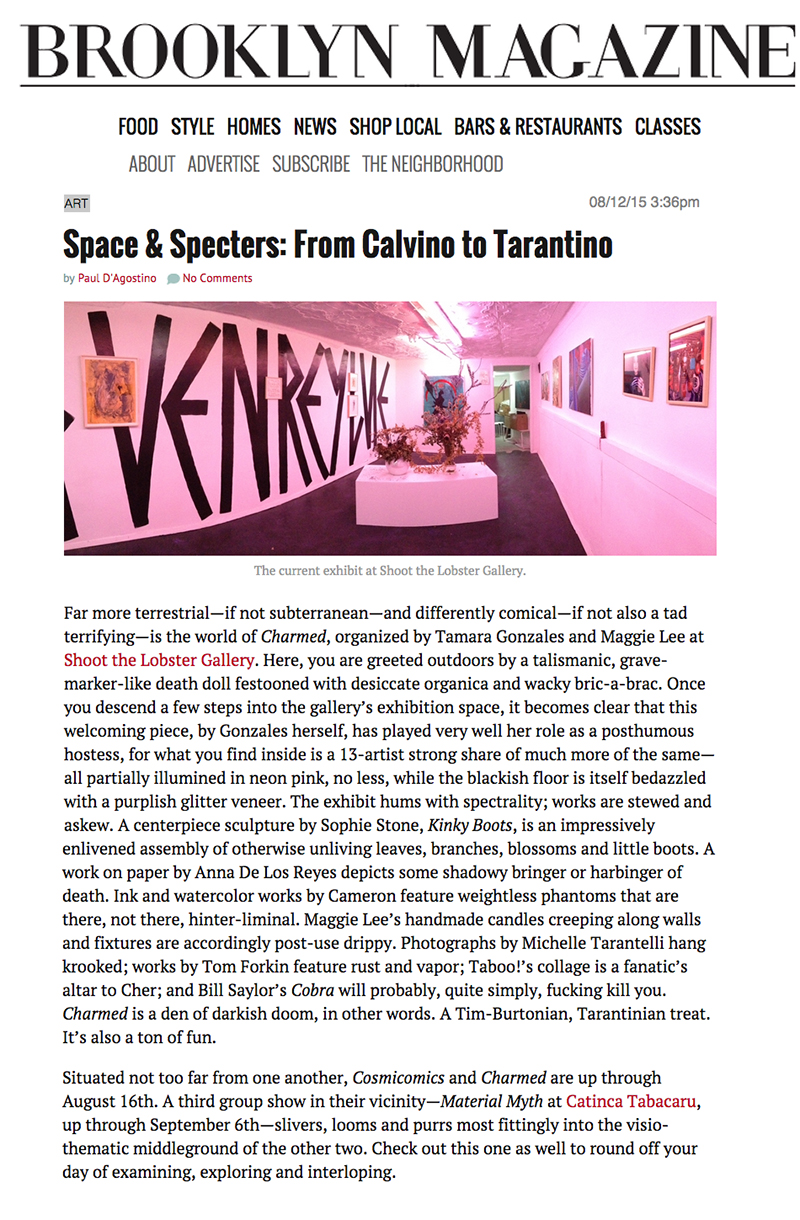 BROOKLYN MAGAZINE
FOOD STYLE HOMES NEWS SHOP LOCAL BARS & RESTAURANTS CLASSES
ABOUT ADVERTISE SUBSCRIBE THE NEIGHBORHOOD
ART 08/12/15 3:36pm
Space & Specters: From Calvino to Tarantino
by Paul D'Agostino No Comments
The current exhibit at Shoot the Lobster Gallery.
Far more terrestrial—if not subterranean—and differently comical—if not also a tad
terrifying—is the world of Charmed, organized by Tamara Gonzales and Maggie Lee at
Shoot the Lobster Gallery. Here, you are greeted outdoors by a talismanic, grave-
marker-like death doll festooned with desiccate organica and wacky bric-a-brac. Once
you descend a few steps into the gallery's exhibition space, it becomes clear that this
welcoming piece, by Gonzales herself, has played very well her role as a posthumous
hostess, for what you find inside is a 13-artist strong share of much more of the same—
all partially illumined in neon pink, no less, while the blackish floor is itself bedazzled
with a purplish glitter veneer. The exhibit hums with spectrality; works are stewed and
askew. A centerpiece sculpture by Sophie Stone, Kinky Boots, is an impressively
enlivened assembly of otherwise unliving leaves, branches, blossoms and little boots. A
work on paper by Anna De Los Reyes depicts some shadowy bringer or harbinger of
death. Ink and watercolor works by Cameron feature weightless phantoms that are
there, not there, hinter-liminal. Maggie Lee's handmade candles creeping along walls
and fixtures are accordingly post-use drippy. Photographs by Michelle Tarantelli hang
krooked; works by Tom Forkin feature rust and vapor; Taboo!'s collage is a fanatic's
altar to Cher; and Bill Saylor's Cobra will probably, quite simply, fucking kill you.
Charmed is a den of darkish doom, in other words. A Tim-Burtonian, Tarantinian treat.
It's also a ton of fun.
Situated not too far from one another, Cosmicomics and Charmed are up through
August 16th. A third group show in their vicinity—Material Myth at Catinca Tabacaru,
up through September 6th—slivers, looms and purrs most fittingly into the visio-
thematic middleground of the other two. Check out this one as well to round off your
day of examining, exploring and interloping.